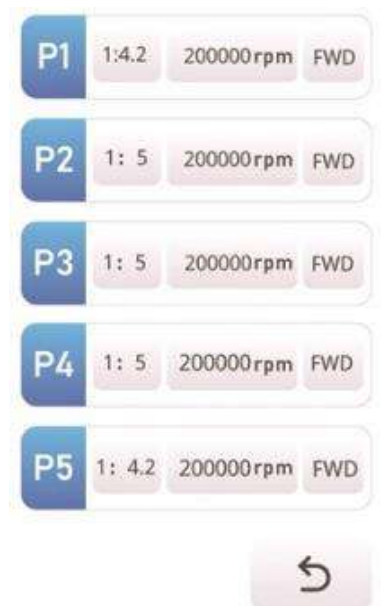 P1 1:4.2 200000rpm FWD
P2 1: 5 200000rpm FWD
P3 1: 5 200000rpm FWD
P4 1: 5 200000rpm FWD
P5 1: 4.2 200000rpm FWD